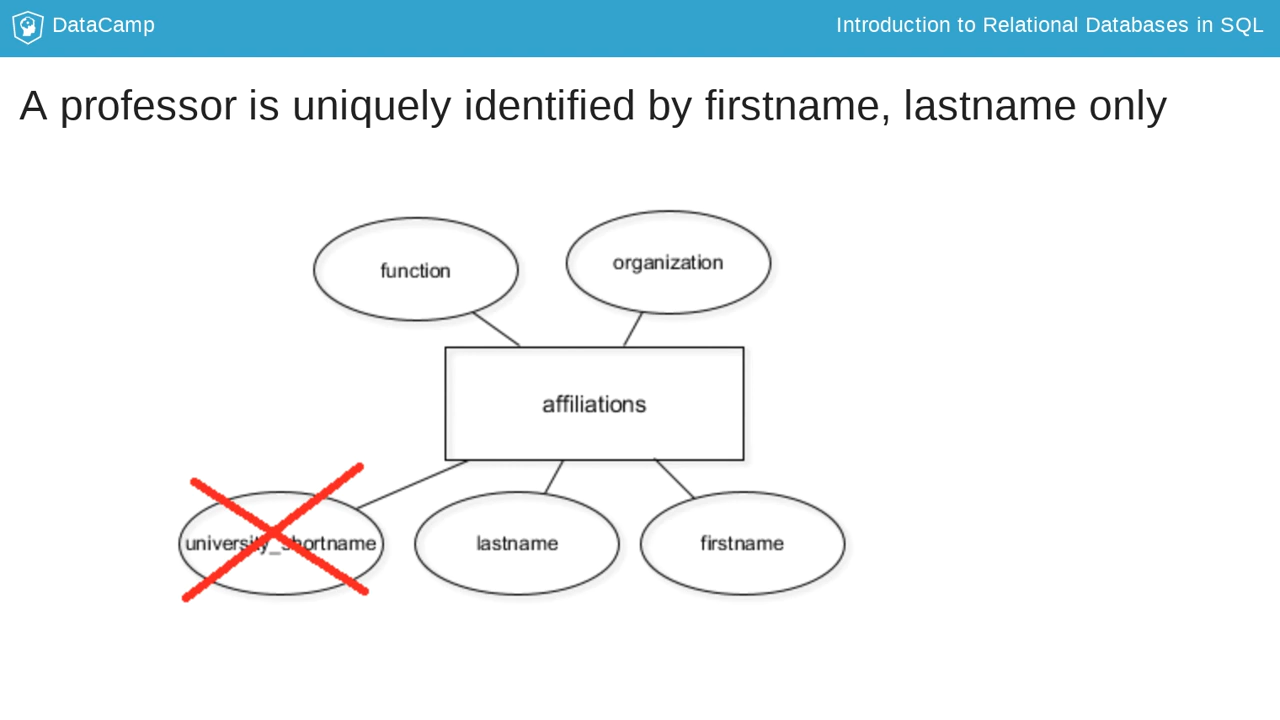 DataCamp
Introduction to Relational Databases in SQL
A professor is uniquely identified by firstname, lastname only
function
organization
affiliations
university_shortname
lastname
firstname